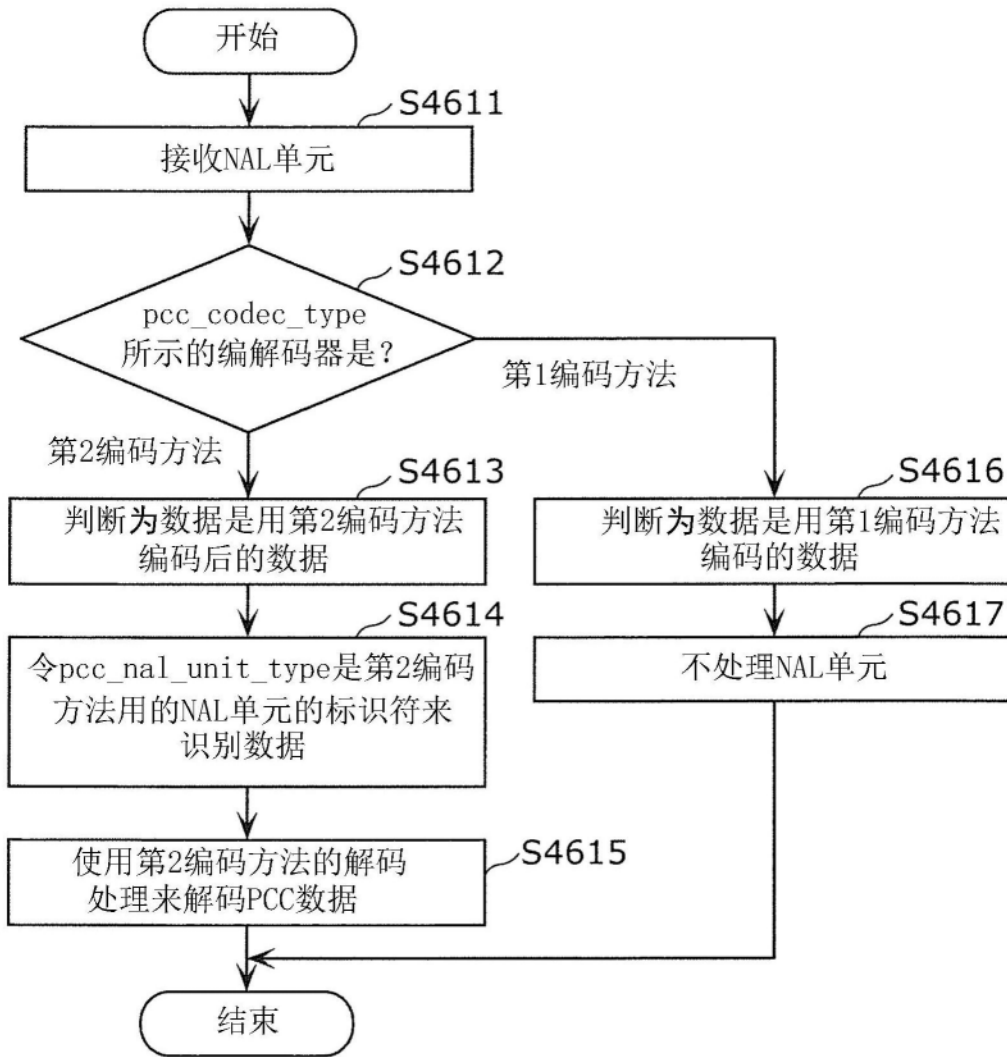 开始
S4611
接收NAL单元
S4612
pcc_codec_type
所示的编解码器是?
第1编码方法
第2编码方法
S4613
判断为数据是用第2编码方法
编码后的数据
S4616
判断为数据是用第1编码方法
编码的数据
S4614
令pcc_nal_unit_type是第2编码
方法用的NAL单元的标识符来
识别数据
S4617
不处理NAL单元
S4615
使用第2编码方法的解码
处理来解码PCC数据
结束